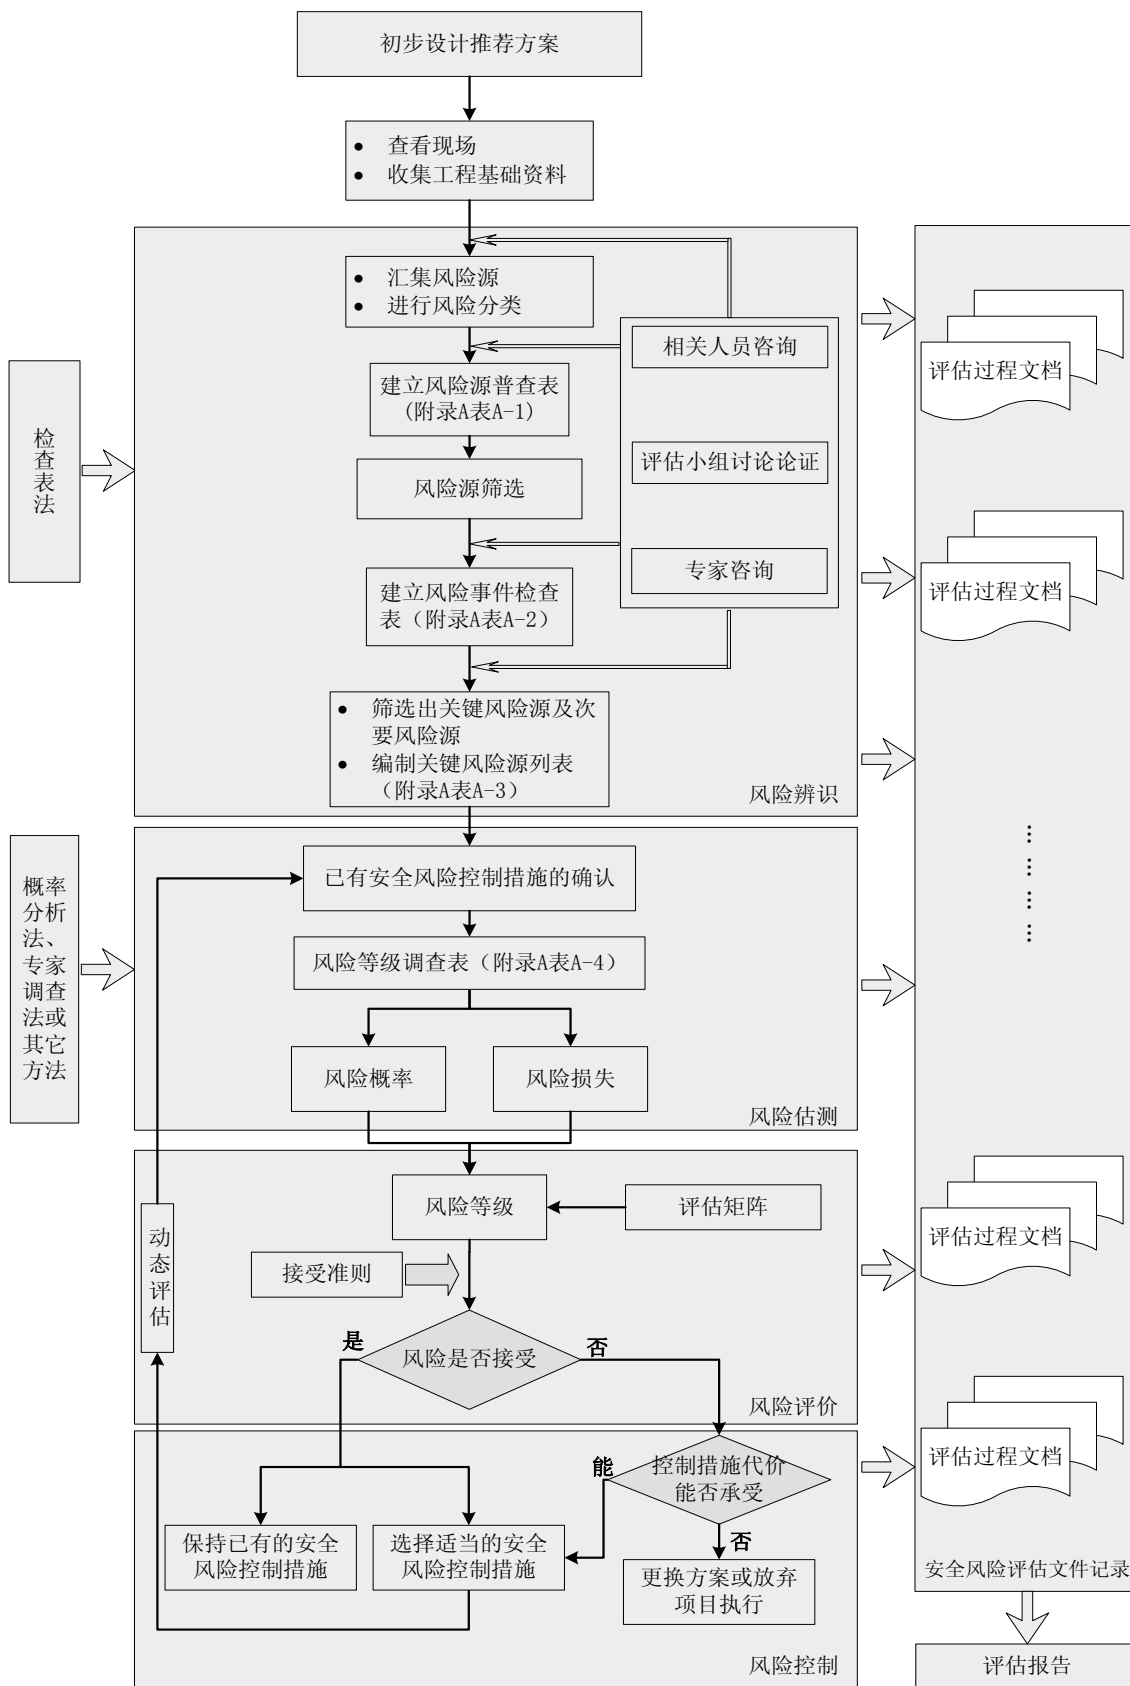 初步设计推荐方案
● 查看现场
● 收集工程基础资料
● 汇集风险源
● 进行风险分类
相关人员咨询
建立风险源普查表
(附录A表A-1)
评估小组讨论论证
风险源筛选
专家咨询
建立风险事件检查
表（附录A表A-2）
● 筛选出关键风险源及次
要风险源
● 编制关键风险源列表
（附录A表A-3）
风险辨识
检
查
表
法
评估过程文档
评估过程文档
⋮
⋮
⋮
⋮
概率
分析
法、
专家
调查
法或
其它
方法
已有安全风险控制措施的确认
风险等级调查表（附录A表A-4）
风险概率
风险损失
风险估测
风险等级
评估矩阵
接受准则
动
态
评
估
是
风险是否接受
否
风险评价
评估过程文档
能
控制措施代价
能否承受
否
保持已有的安全
风险控制措施
选择适当的安全
风险控制措施
更换方案或放弃
项目执行
风险控制
评估过程文档
安全风险评估文件记录
评估报告